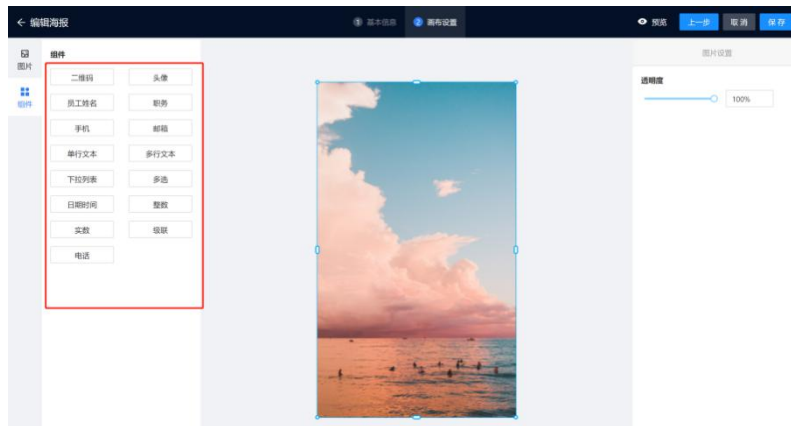 ← 编辑海报
1 基本信息
2 画布设置
预览
上一步
取消
保存
图片
组件
组件
二维码 头像
员工姓名 职务
手机 邮箱
单行文本 多行文本
下拉列表 多选
日期时间 整数
实数 级联
电话
图片设置
透明度
100%